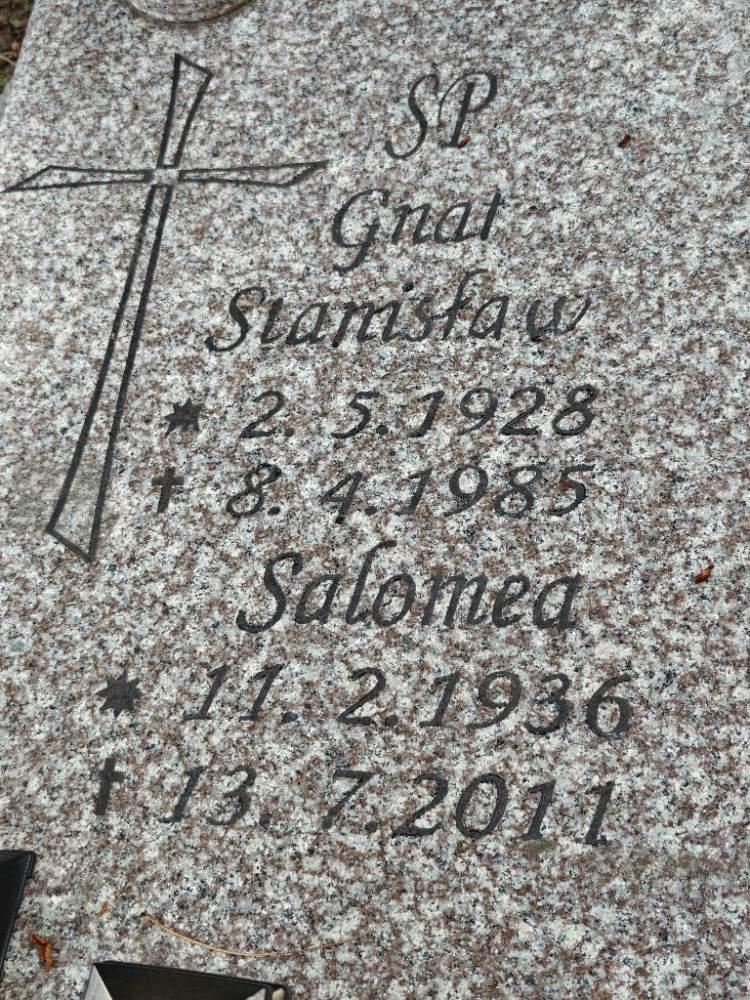 SP
Gnat
Stanisław
* 2. 5. 1928
✝ 8. 4. 1985
Salomea
* 11. 2. 1936
✝ 13. 7. 2011